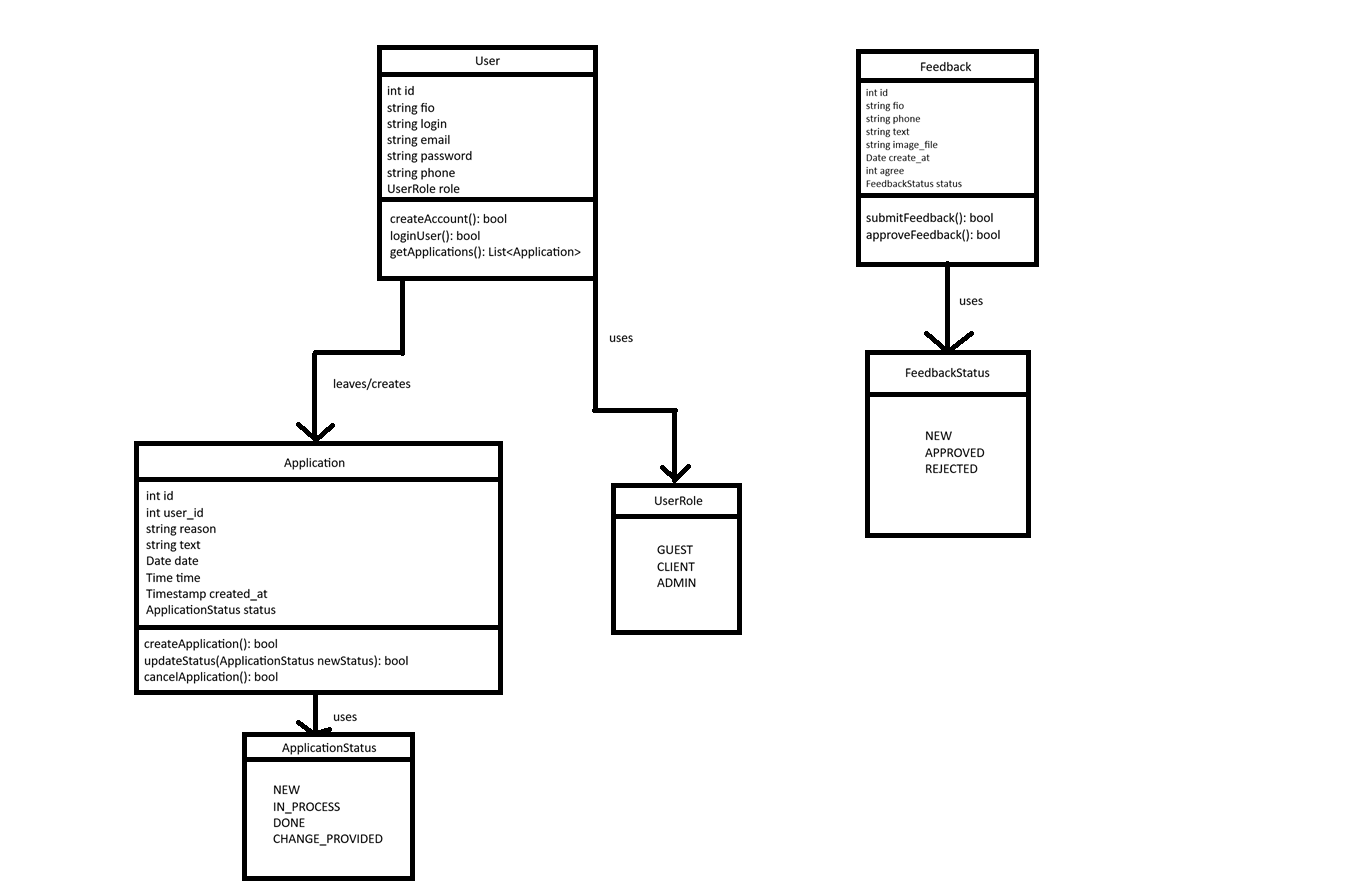 User
int id
string fio
string login
string email
string password
string phone
UserRole role
createAccount(): bool
loginUser(): bool
getApplications(): List<Application>
Feedback
int id
string fio
string phone
string text
string image_file
Date create_at
int agree
FeedbackStatus status
submitFeedback(): bool
approveFeedback(): bool
uses
uses
leaves/creates
FeedbackStatus
NEW
APPROVED
REJECTED
Application
int id
int user_id
string reason
string text
Date date
Time time
Timestamp created_at
ApplicationStatus status
createApplication(): bool
updateStatus(ApplicationStatus newStatus): bool
cancelApplication(): bool
UserRole
GUEST
CLIENT
ADMIN
uses
ApplicationStatus
NEW
IN_PROCESS
DONE
CHANGE_PROVIDED